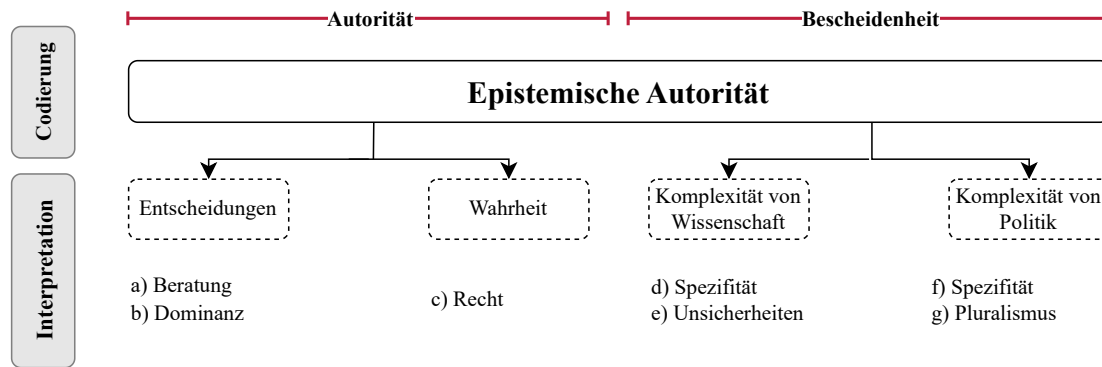 Autorität
Bescheidenheit
Codierung
Epistemische Autorität
Interpretation
Entscheidungen
Wahrheit
Komplexität von
Wissenschaft
Komplexität von
Politik
a) Beratung
b) Dominanz
c) Recht
d) Spezifität
e) Unsicherheiten
f) Spezifität
g) Pluralismus